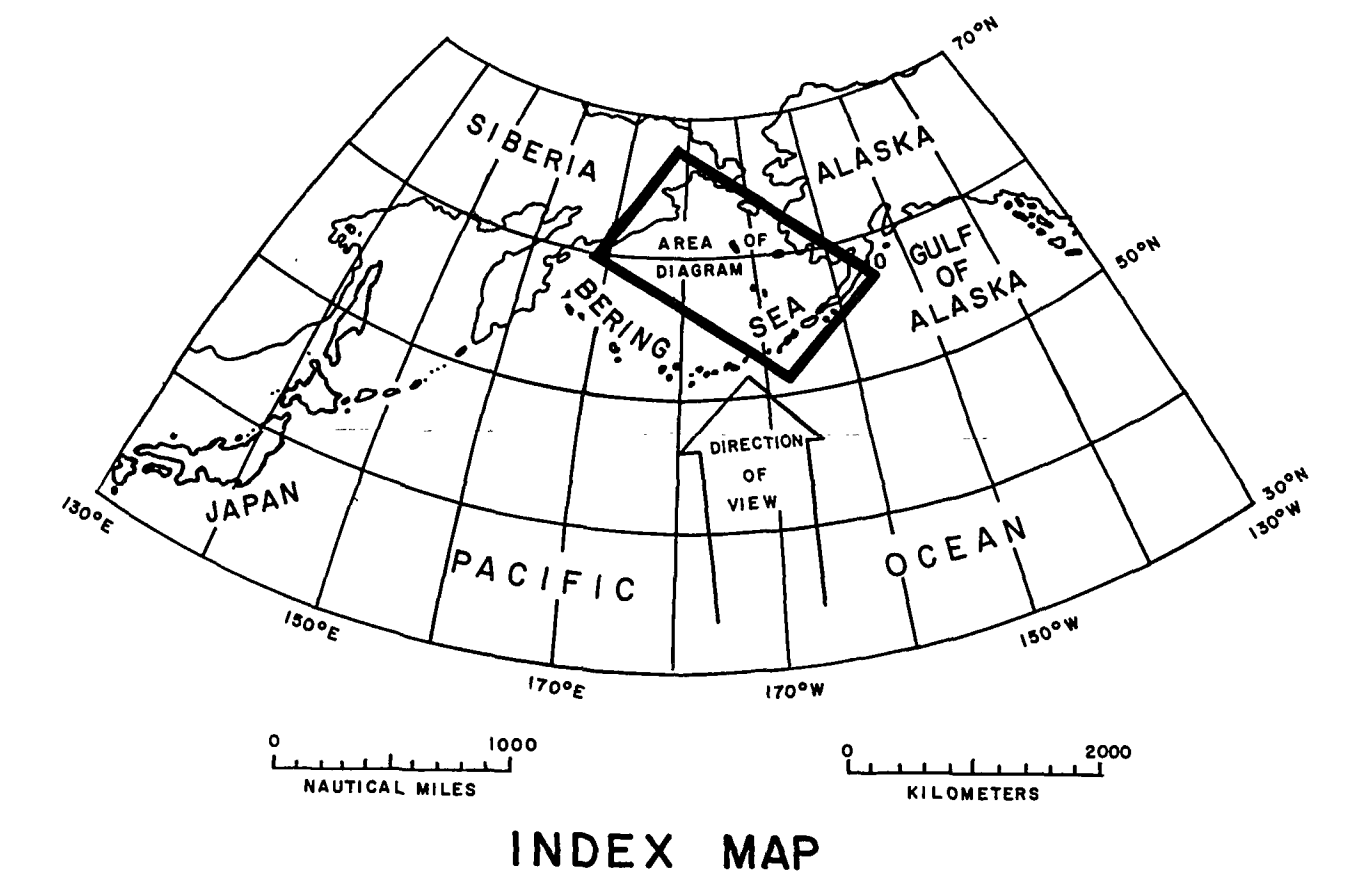 70°N
SIBERIA
ALASKA
AREA OF
DIAGRAM
GULF
OF
ALASKA
50°N
BERING
SEA
DIRECTION
OF
VIEW
JAPAN
PACIFIC
OCEAN
30°N
130°W
130°E
150°E
150°W
170°E
170°W
0 1000
NAUTICAL MILES
0 2000
KILOMETERS
INDEX MAP